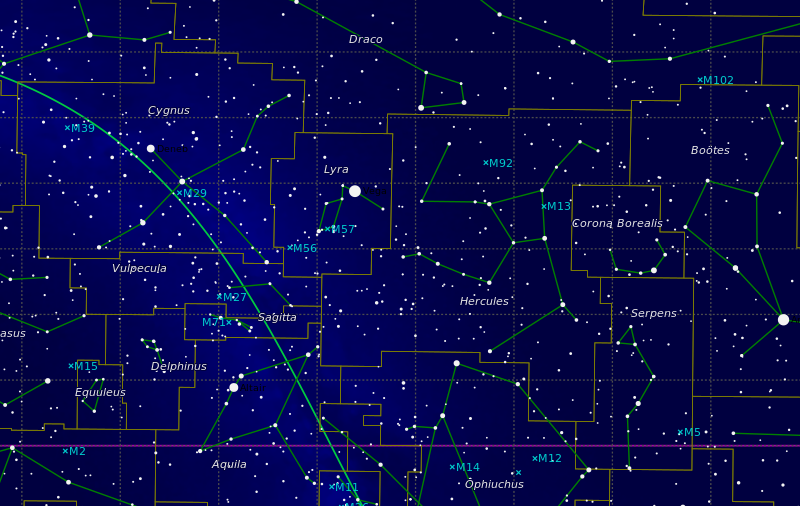 Draco
M102
Cygnus
M39
Boötes
Lyra
M92
M29
M13
Corona Borealis
M57
M56
Vulpecula
M27
Hercules
Sagitta
Serpens
M71
asus
M15
Delphinus
Equuleus
M5
M2
Aquila
M14
M12
Ophiuchus
M11